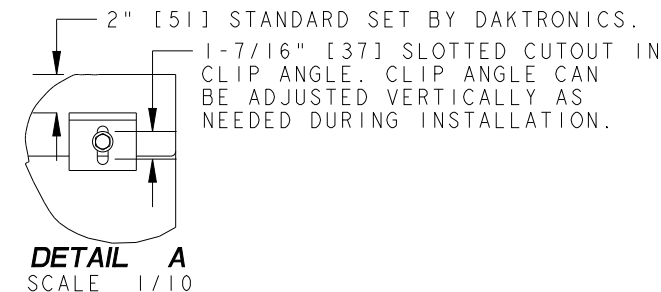 2" [51] STANDARD SET BY DAKTRONICS.
1-7/16" [37] SLOTTED CUTOUT IN
CLIP ANGLE. CLIP ANGLE CAN
BE ADJUSTED VERTICALLY AS
NEEDED DURING INSTALLATION.
DETAIL A
SCALE 1/10